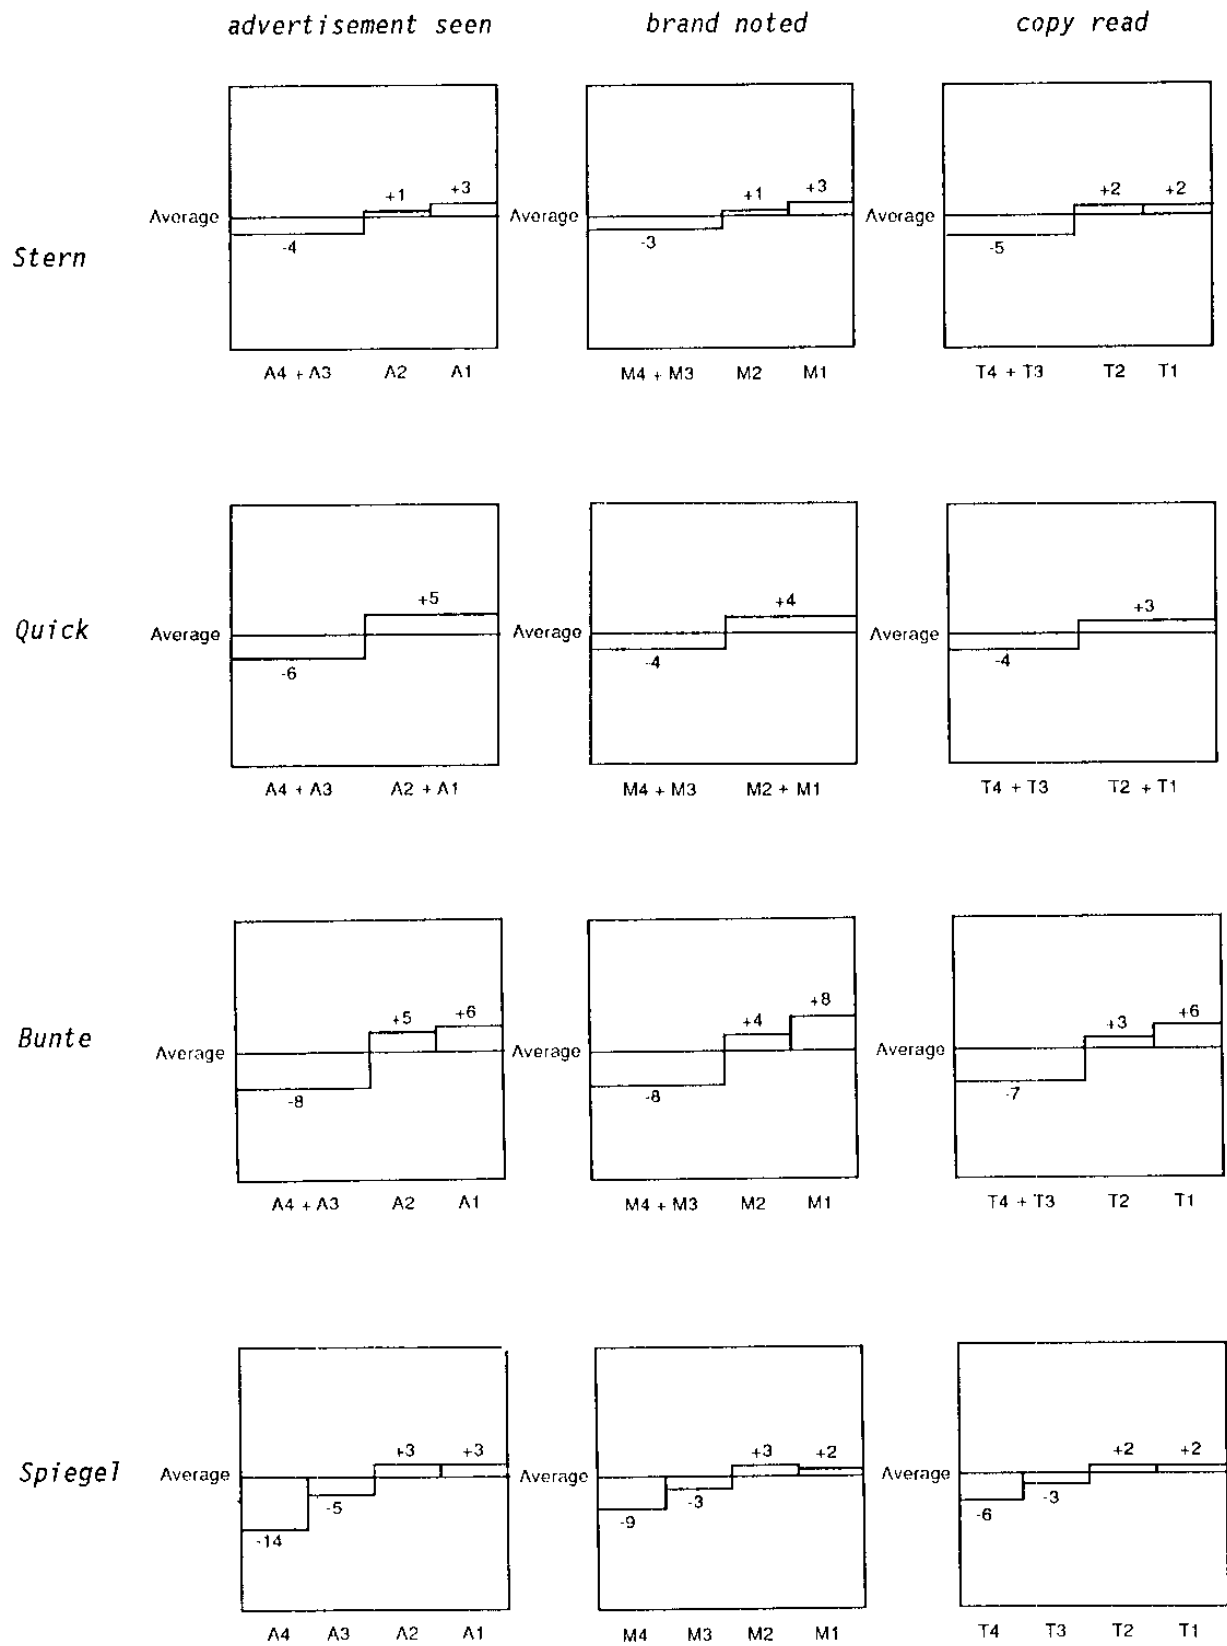 advertisement seen brand noted copy read
Stern
Average
-4
+1
+3
A4 + A3 A2 A1
Average
-3
+1
+3
M4 + M3 M2 M1
Average
-5
+2
+2
T4 + T3 T2 T1
Quick
Average
-6
+5
A4 + A3 A2 + A1
Average
-4
+4
M4 + M3 M2 + M1
Average
-4
+3
T4 + T3 T2 + T1
Bunte
Average
-8
+5
+6
A4 + A3 A2 A1
Average
-8
+4
+8
M4 + M3 M2 M1
Average
-7
+3
+6
T4 + T3 T2 T1
Spiegel
Average
-14
-5
+3
+3
A4 A3 A2 A1
Average
-9
-3
+3
+2
M4 M3 M2 M1
Average
-6
-3
+2
+2
T4 T3 T2 T1